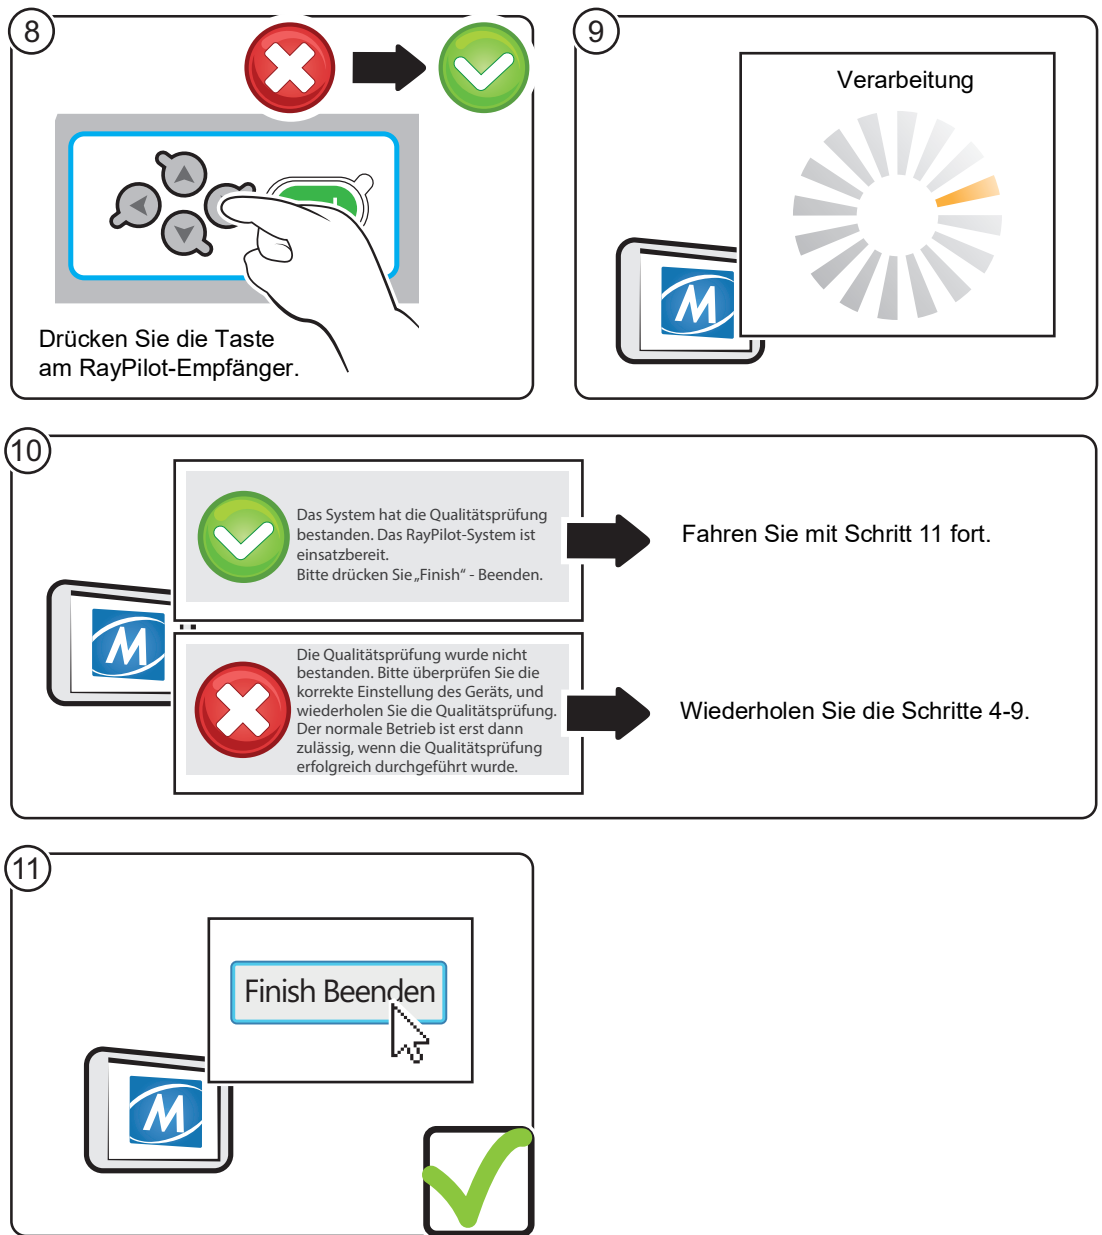 8
Drücken Sie die Taste
am RayPilot-Empfänger.
9
Verarbeitung
M
10
Das System hat die Qualitätsprüfung
bestanden. Das RayPilot-System ist
einsatzbereit.
Bitte drücken Sie „Finish“ - Beenden.
Fahren Sie mit Schritt 11 fort.
M
Die Qualitätsprüfung wurde nicht
bestanden. Bitte überprüfen Sie die
korrekte Einstellung des Geräts, und
wiederholen Sie die Qualitätsprüfung.
Der normale Betrieb ist erst dann
zulässig, wenn die Qualitätsprüfung
erfolgreich durchgeführt wurde.
Wiederholen Sie die Schritte 4-9.
11
Finish Beenden
M